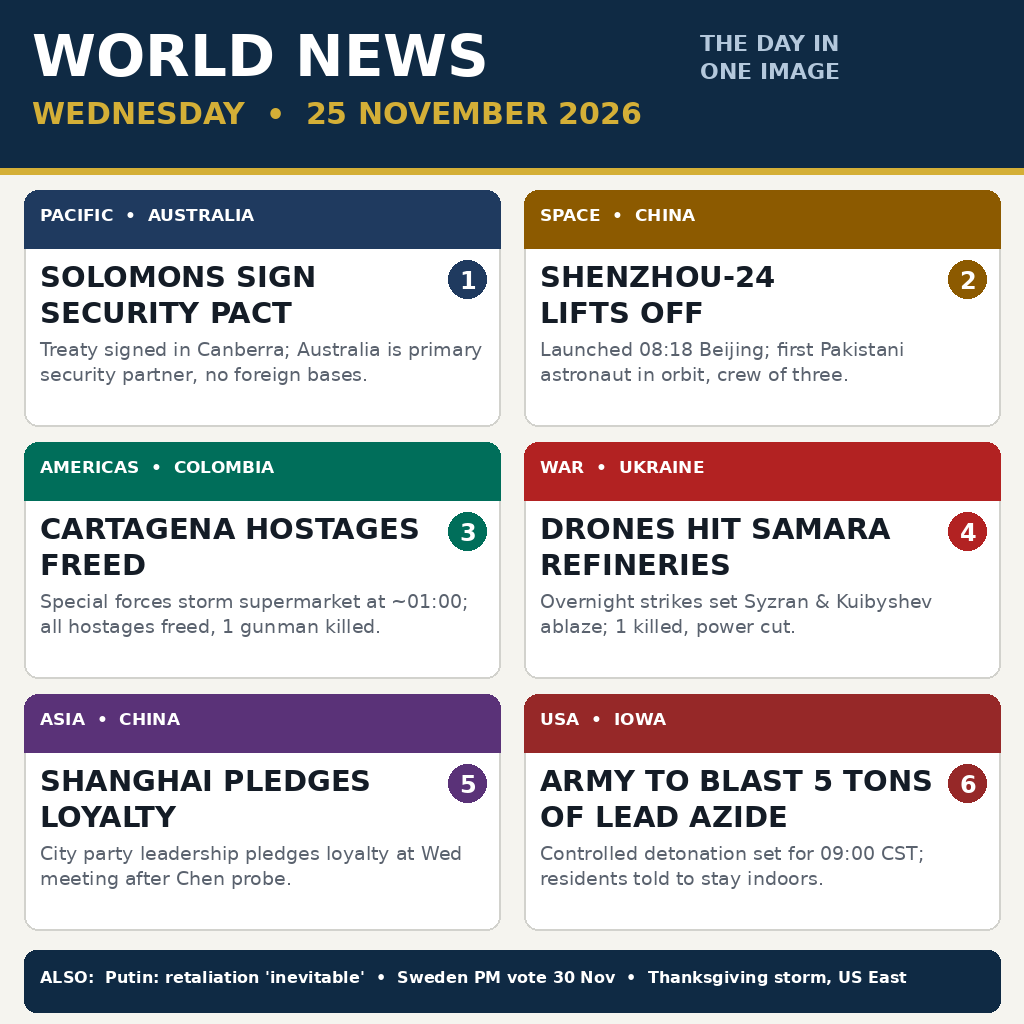 WORLD NEWS
THE DAY IN
ONE IMAGE
WEDNESDAY • 25 NOVEMBER 2026
PACIFIC • AUSTRALIA
SOLOMONS SIGN
SECURITY PACT
1
Treaty signed in Canberra; Australia is primary
security partner, no foreign bases.
SPACE • CHINA
SHENZHOU-24
LIFTS OFF
2
Launched 08:18 Beijing; first Pakistani
astronaut in orbit, crew of three.
AMERICAS • COLOMBIA
CARTAGENA HOSTAGES
FREED
3
Special forces storm supermarket at ~01:00;
all hostages freed, 1 gunman killed.
WAR • UKRAINE
DRONES HIT SAMARA
REFINERIES
4
Overnight strikes set Syzran & Kuibyshev
ablaze; 1 killed, power cut.
ASIA • CHINA
SHANGHAI PLEDGES
LOYALTY
5
City party leadership pledges loyalty at Wed
meeting after Chen probe.
USA • IOWA
ARMY TO BLAST 5 TONS
OF LEAD AZIDE
6
Controlled detonation set for 09:00 CST;
residents told to stay indoors.
ALSO: Putin: retaliation 'inevitable' • Sweden PM vote 30 Nov • Thanksgiving storm, US East